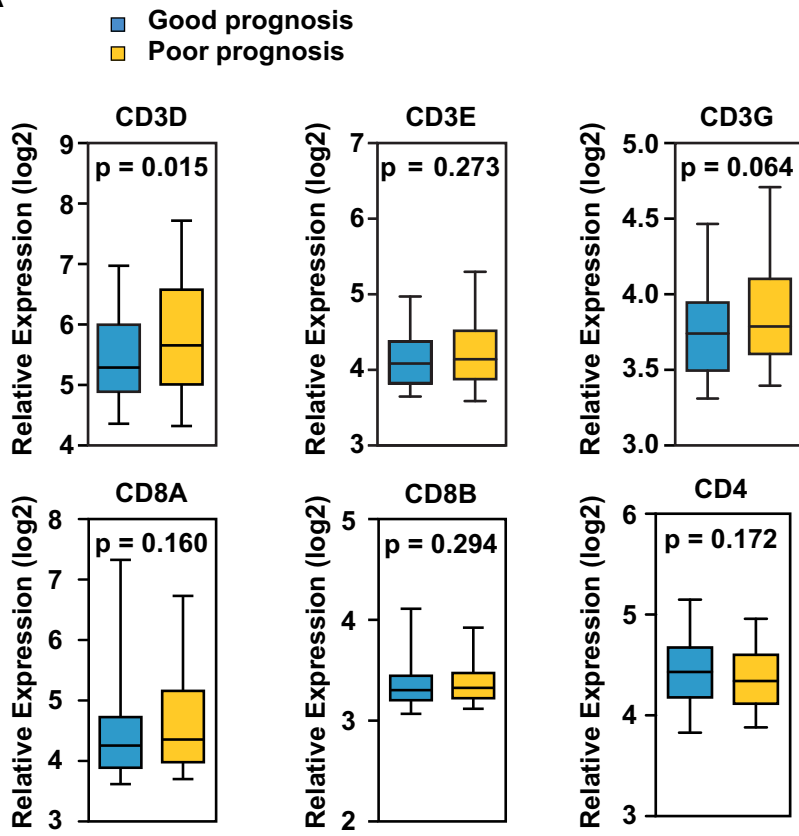 Good prognosis
Poor prognosis
CD3D
CD3E
CD3G
Relative Expression (log2)
9
8
7
6
5
4
p = 0.015
Relative Expression (log2)
7
6
5
4
3
p = 0.273
Relative Expression (log2)
5.0
4.5
4.0
3.5
3.0
p = 0.064
CD8A
CD8B
CD4
Relative Expression (log2)
8
7
6
5
4
3
p = 0.160
Relative Expression (log2)
5
4
3
2
p = 0.294
Relative Expression (log2)
6
5
4
3
p = 0.172